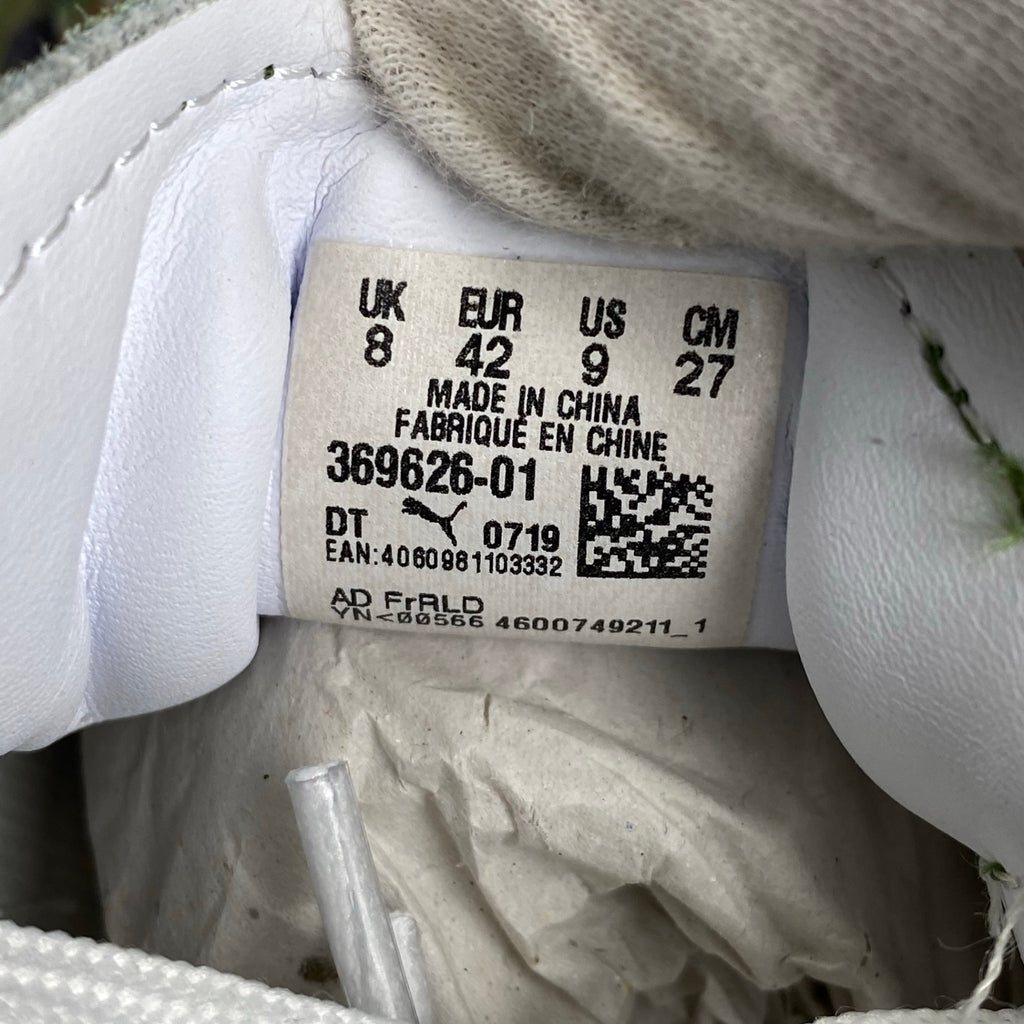 UK EUR US CM
8 42 9 27
MADE IN CHINA
FABRIQUÉ EN CHINE
369626-01
DT 0719
EAN:4060981103332
AD FrRLD
YN<00566 4600749211_1